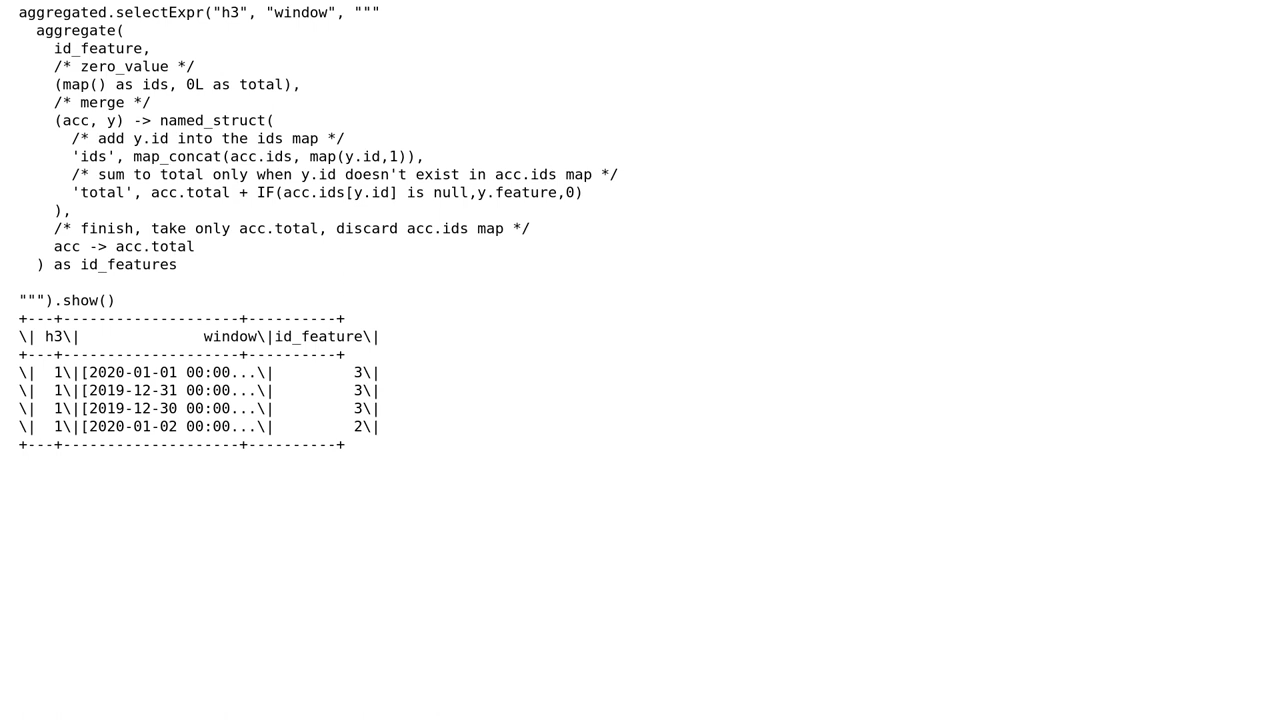 aggregated.selectExpr("h3", "window", """
  aggregate(
    id_feature,
    /* zero_value */
    (map() as ids, 0L as total),
    /* merge */
    (acc, y) -> named_struct(
      /* add y.id into the ids map */
      'ids', map_concat(acc.ids, map(y.id,1)),
      /* sum to total only when y.id doesn't exist in acc.ids map */
      'total', acc.total + IF(acc.ids[y.id] is null,y.feature,0)
    ),
    /* finish, take only acc.total, discard acc.ids map */
    acc -> acc.total
  ) as id_features

""").show()
+---+--------------------+----------+
\| h3\|              window\|id_feature\|
+---+--------------------+----------+
\|  1\|[2020-01-01 00:00...\|         3\|
\|  1\|[2019-12-31 00:00...\|         3\|
\|  1\|[2019-12-30 00:00...\|         3\|
\|  1\|[2020-01-02 00:00...\|         2\|
+---+--------------------+----------+